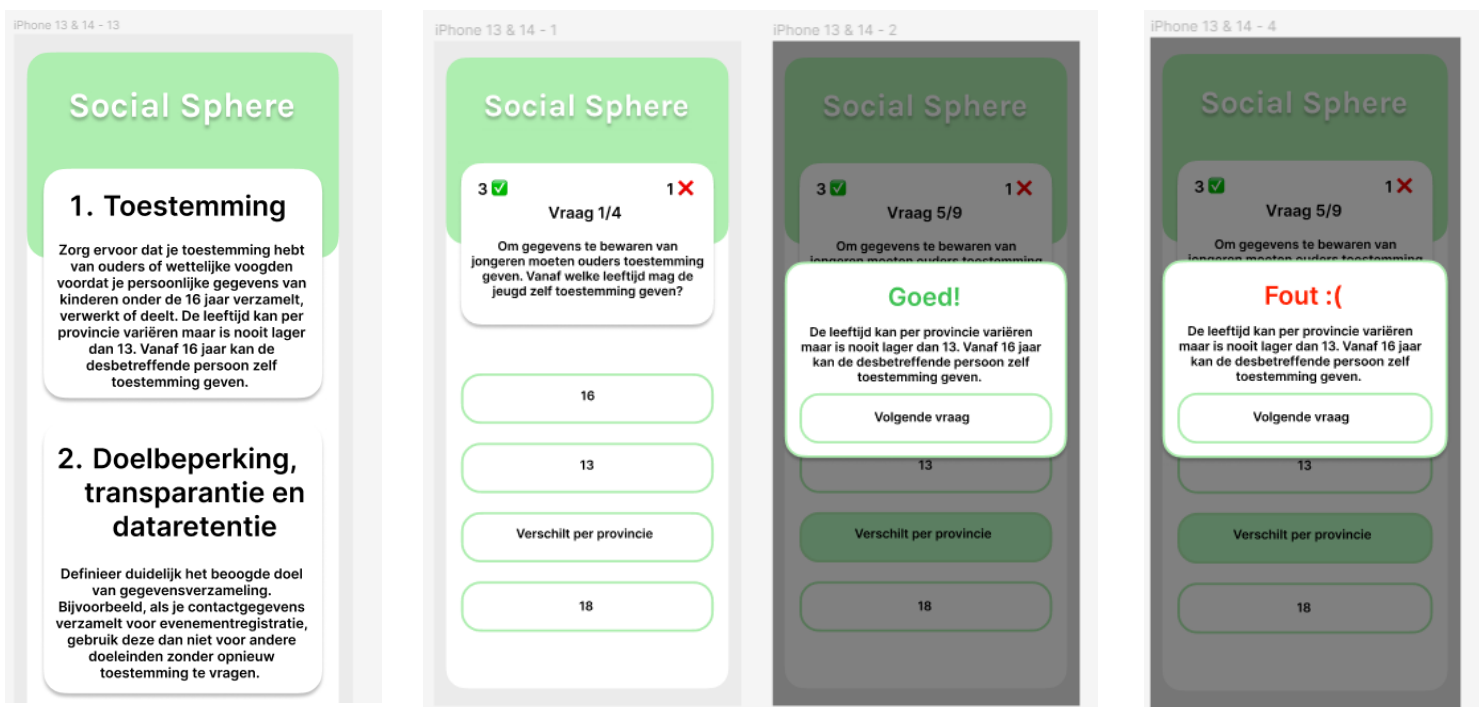 iPhone 13 & 14 - 13
Social Sphere
1. Toestemming
Zorg ervoor dat je toestemming hebt
van ouders of wettelijke voogden
voordat je persoonlijke gegevens van
kinderen onder de 16 jaar verzamelt,
verwerkt of deelt. De leeftijd kan per
provincie variëren maar is nooit lager
dan 13. Vanaf 16 jaar kan de
desbetreffende persoon zelf
toestemming geven.
2. Doelbeperking,
transparantie en
dataretentie
Definieer duidelijk het beoogde doel
van gegevensverzameling.
Bijvoorbeeld, als je contactgegevens
verzamelt voor evenementregistratie,
gebruik deze dan niet voor andere
doeleinden zonder opnieuw
toestemming te vragen.
iPhone 13 & 14 - 1
Social Sphere
3 ✅ 1 ❌
Vraag 1/4
Om gegevens te bewaren van
jongeren moeten ouders toestemming
geven. Vanaf welke leeftijd mag de
jeugd zelf toestemming geven?
16
13
Verschilt per provincie
18
iPhone 13 & 14 - 2
Social Sphere
3 ✅ 1 ❌
Vraag 5/9
Om gegevens te bewaren van
jongeren moeten ouders toestemming
Goed!
De leeftijd kan per provincie variëren
maar is nooit lager dan 13. Vanaf 16 jaar
kan de desbetreffende persoon zelf
toestemming geven.
Volgende vraag
13
Verschilt per provincie
18
iPhone 13 & 14 - 4
Social Sphere
3 ✅ 1 ❌
Vraag 5/9
Om gegevens te bewaren van
jongeren moeten ouders toestemming
Fout :(
De leeftijd kan per provincie variëren
maar is nooit lager dan 13. Vanaf 16 jaar
kan de desbetreffende persoon zelf
toestemming geven.
Volgende vraag
13
Verschilt per provincie
18